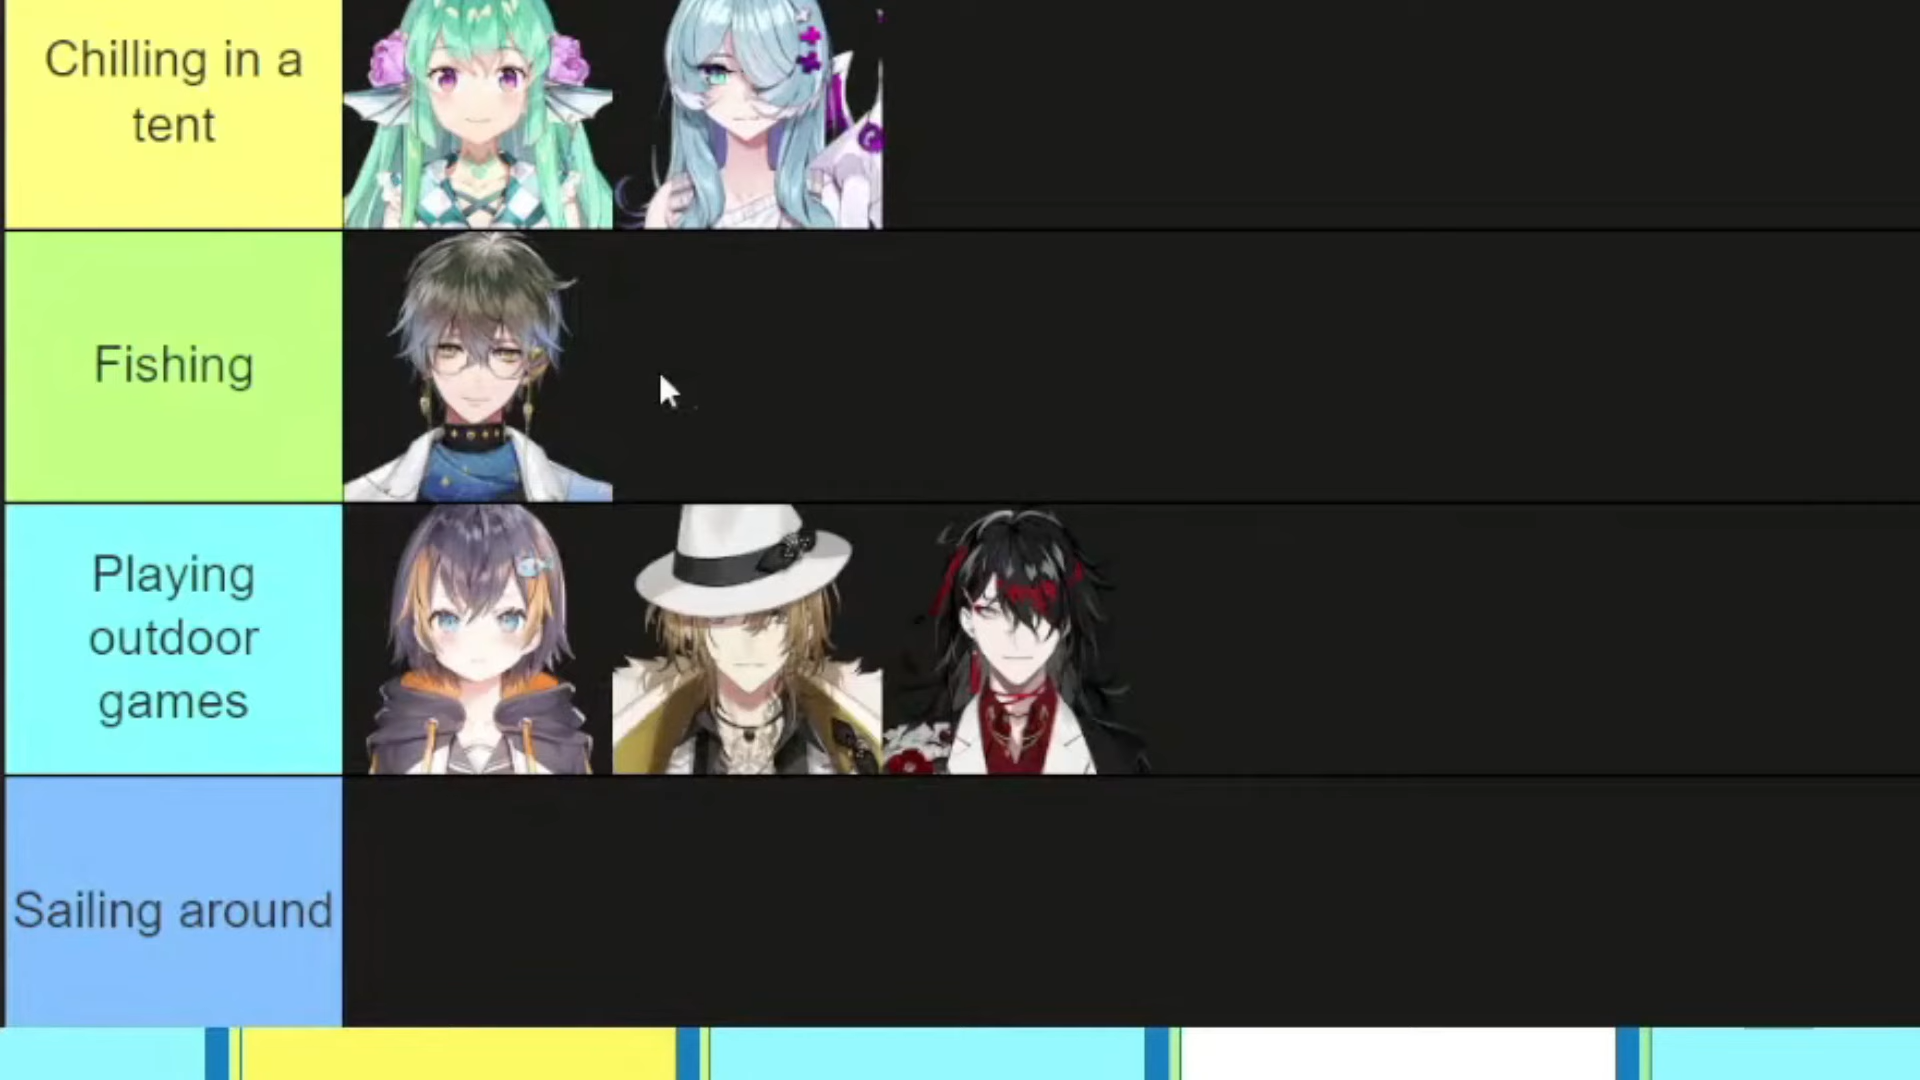 Chilling in a
tent
Fishing
Playing
outdoor
games
Sailing around